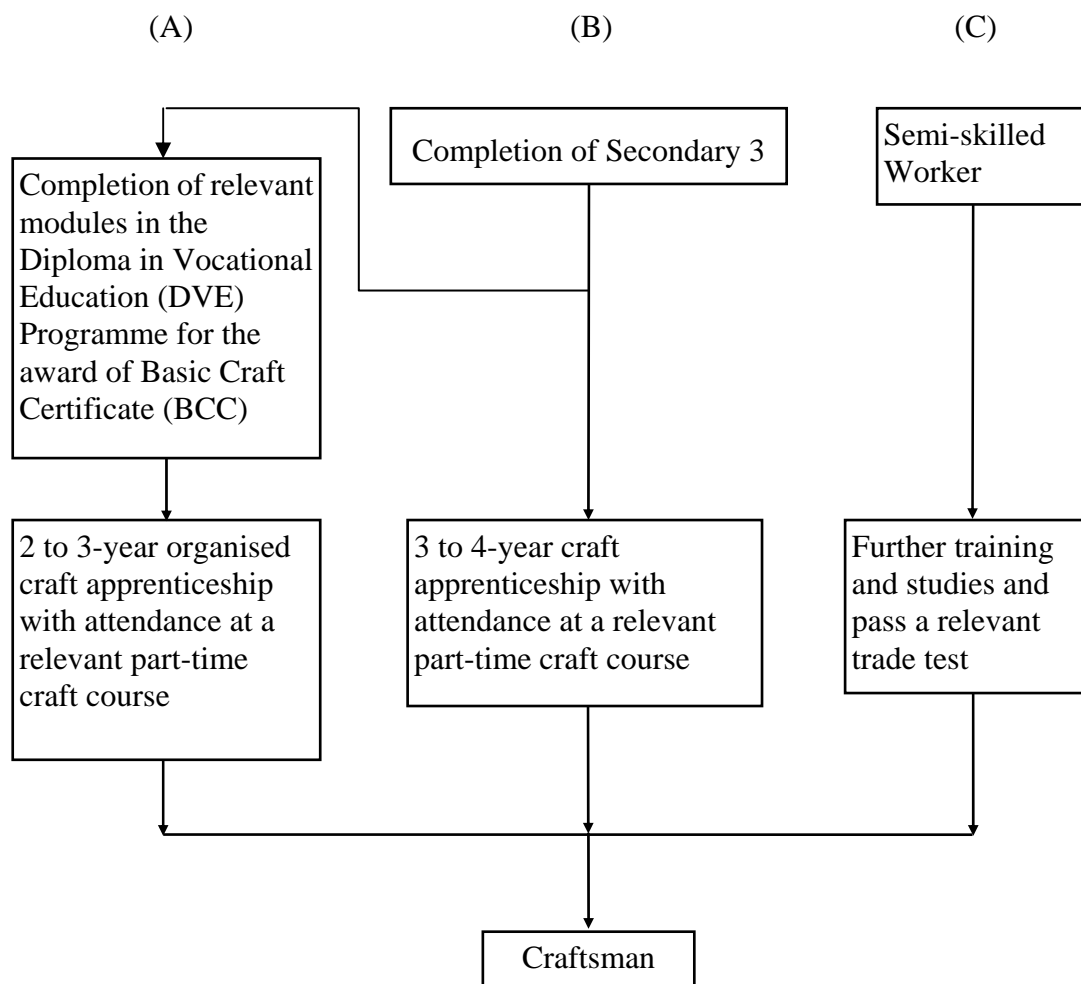 (A)
(B)
(C)
Completion of Secondary 3
Semi-skilled
Worker
Completion of relevant
modules in the
Diploma in Vocational
Education (DVE)
Programme for the
award of Basic Craft
Certificate (BCC)
2 to 3-year organised
craft apprenticeship
with attendance at a
relevant part-time
craft course
3 to 4-year craft
apprenticeship with
attendance at a relevant
part-time craft course
Further training
and studies and
pass a relevant
trade test
Craftsman